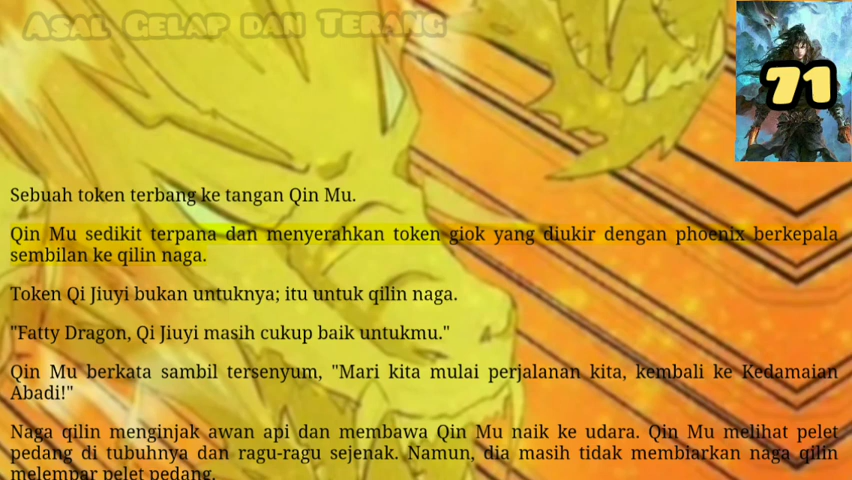 Asal Gelap dan Terang
71
Sebuah token terbang ke tangan Qin Mu.
Qin Mu sedikit terpana dan menyerahkan token giok yang diukir dengan phoenix berkepala
sembilan ke qilin naga.
Token Qi Jiuyi bukan untuknya; itu untuk qilin naga.
"Fatty Dragon, Qi Jiuyi masih cukup baik untukmu."
Qin Mu berkata sambil tersenyum, "Mari kita mulai perjalanan kita, kembali ke Kedamaian
Abadi!"
Naga qilin menginjak awan api dan membawa Qin Mu naik ke udara. Qin Mu melihat pelet
pedang di tubuhnya dan ragu-ragu sejenak. Namun, dia masih tidak membiarkan naga qilin
melempar pelet pedang.